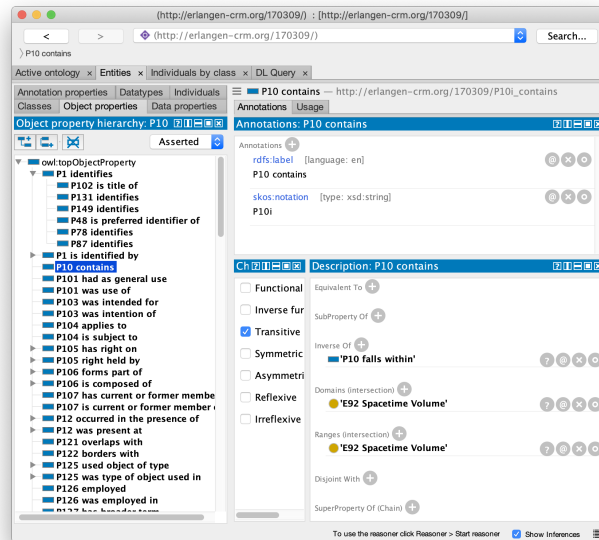 (http://erlangen-crm.org/170309/) : [http://erlangen-crm.org/170309/]
< > (http://erlangen-crm.org/170309/) Search...
P10 contains
Active ontology × Entities × Individuals by class × DL Query ×
Annotation properties Datatypes Individuals
Classes Object properties Data properties
Object property hierarchy: P10
Asserted
owl:topObjectProperty
P1 identifies
P102 is title of
P131 identifies
P149 identifies
P48 is preferred identifier of
P78 identifies
P87 identifies
P1 is identified by
P10 contains
P101 had as general use
P101 was use of
P103 was intended for
P103 was intention of
P104 applies to
P104 is subject to
P105 has right on
P105 right held by
P106 forms part of
P106 is composed of
P107 has current or former membe
P107 is current or former member
P12 occurred in the presence of
P12 was present at
P121 overlaps with
P122 borders with
P125 used object of type
P125 was type of object used in
P126 employed
P126 was employed in
P127 has broader term
P10 contains — http://erlangen-crm.org/170309/P10i_contains
Annotations Usage
Annotations: P10 contains
Annotations
rdfs:label [language: en]
P10 contains
skos:notation [type: xsd:string]
P10i
Ch
Functional
Inverse fur
Transitive
Symmetric
Asymmetri
Reflexive
Irreflexive
Description: P10 contains
Equivalent To
SubProperty Of
Inverse Of
'P10 falls within'
Domains (intersection)
'E92 Spacetime Volume'
Ranges (intersection)
'E92 Spacetime Volume'
Disjoint With
SuperProperty Of (Chain)
To use the reasoner click Reasoner > Start reasoner Show Inferences